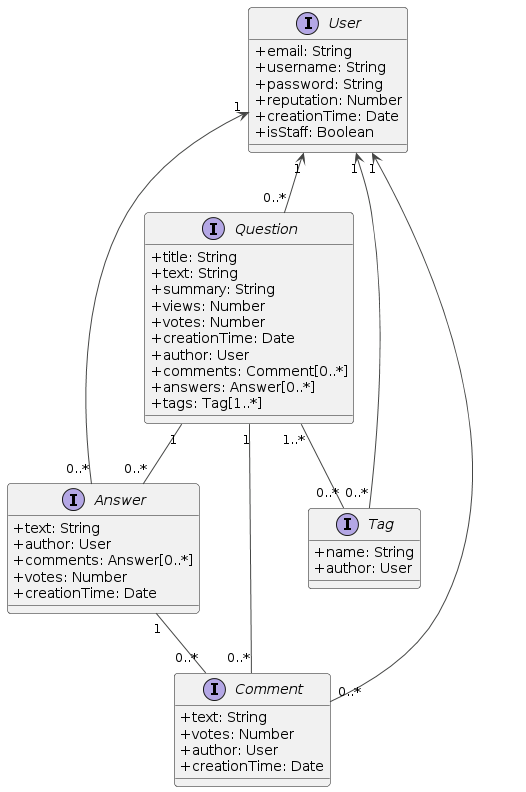 I User
+email: String
+username: String
+password: String
+reputation: Number
+creationTime: Date
+isStaff: Boolean
1
1
1
1
0..*
I Question
+title: String
+text: String
+summary: String
+views: Number
+votes: Number
+creationTime: Date
+author: User
+comments: Comment[0..*]
+answers: Answer[0..*]
+tags: Tag[1..*]
1
1
1..*
0..*
0..*
0..*
0..*
I Answer
+text: String
+author: User
+comments: Answer[0..*]
+votes: Number
+creationTime: Date
I Tag
+name: String
+author: User
1
0..*
0..*
0..*
I Comment
+text: String
+votes: Number
+author: User
+creationTime: Date